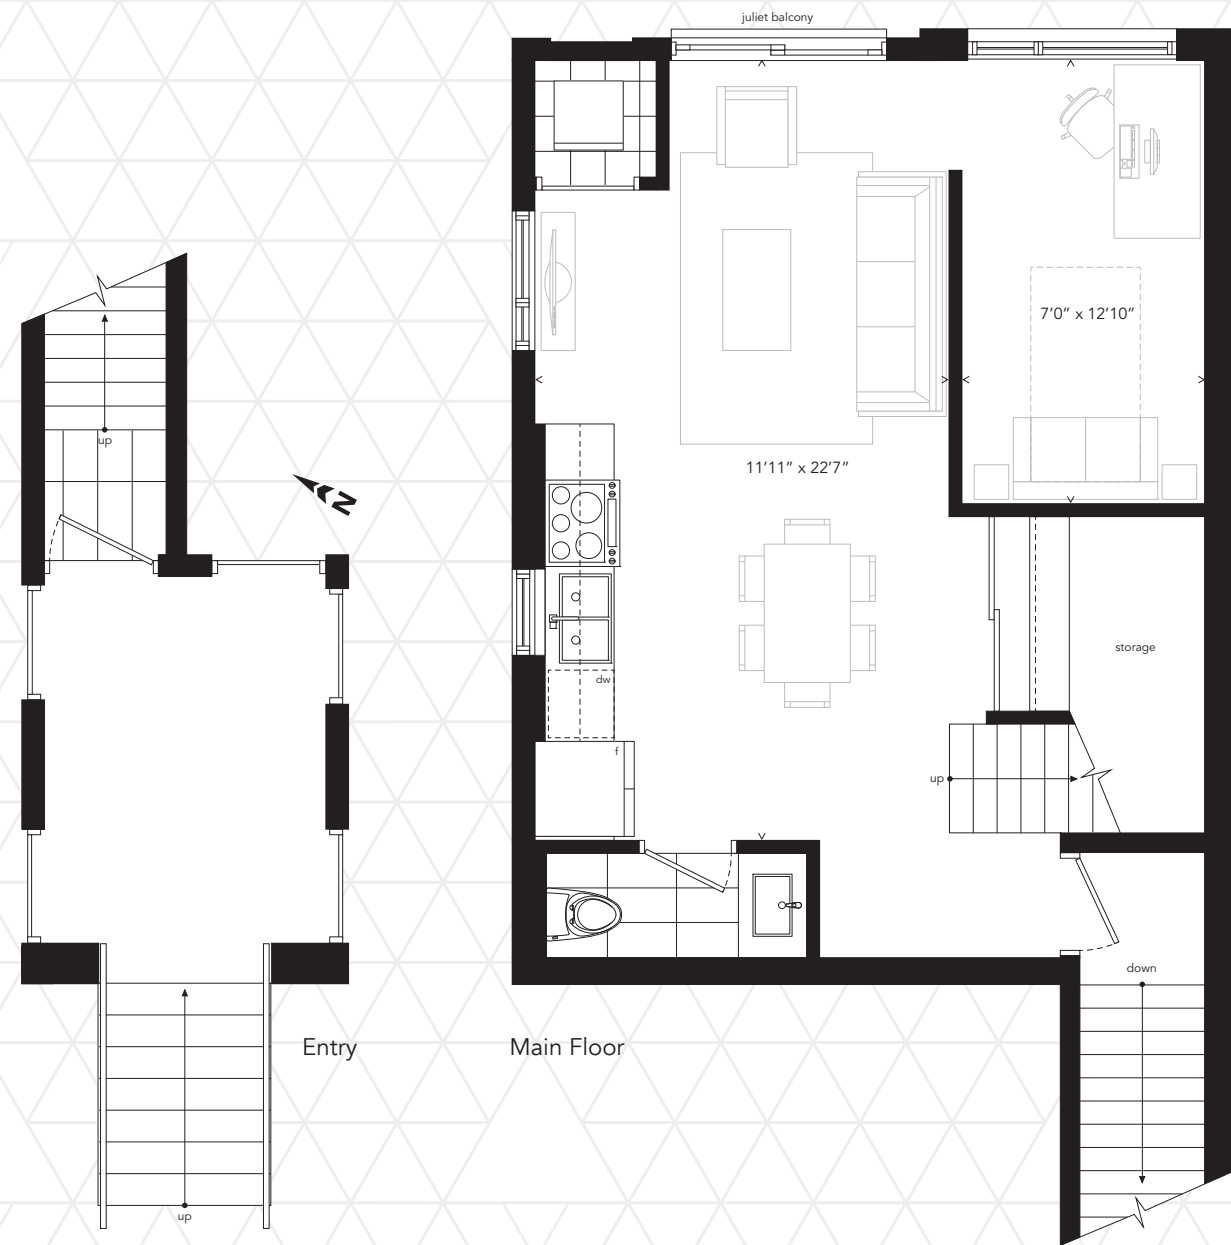 juliet balcony
7'0" x 12'10"
up
11'11" x 22'7"
N
storage
dw
f
up
down
Entry
Main Floor
up